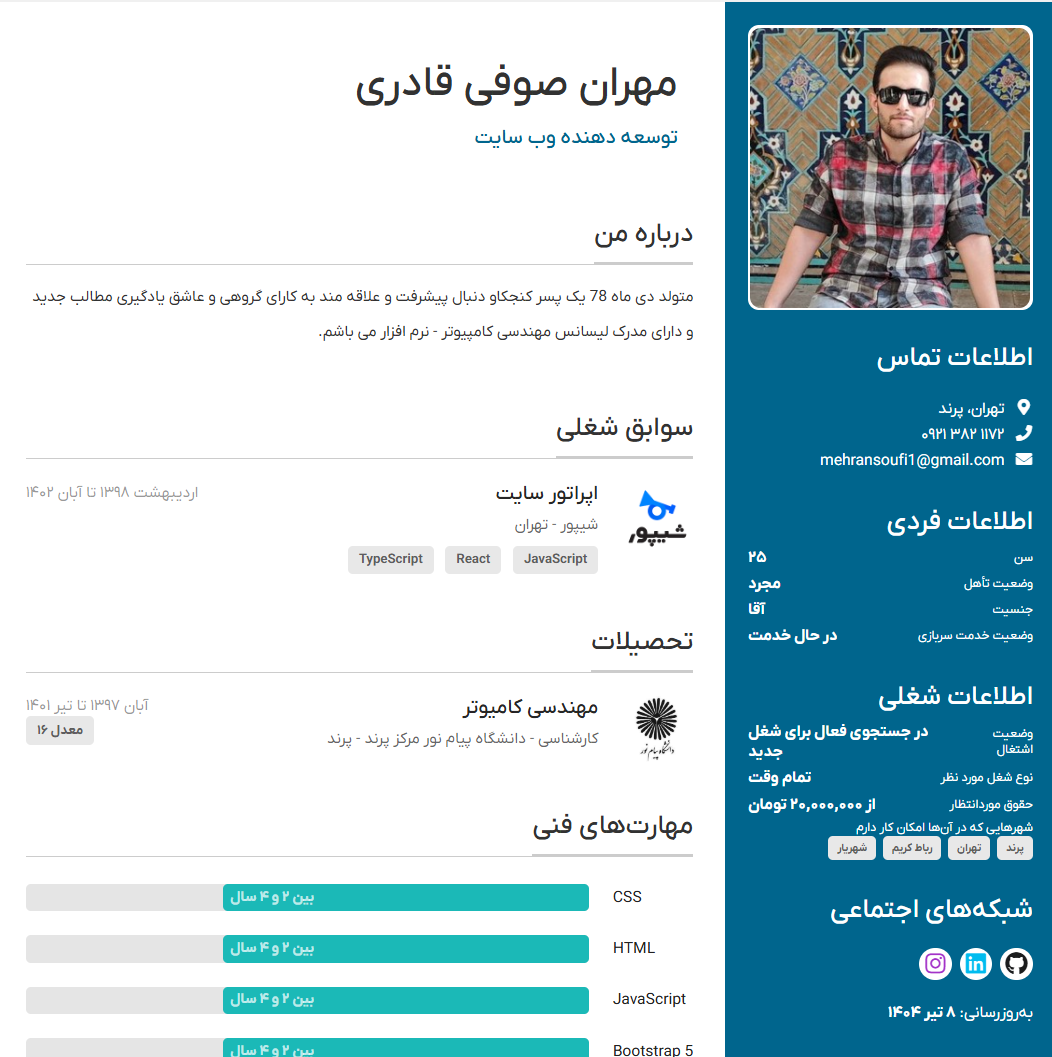 مهران صوفی قادری
توسعه دهنده وب سایت
درباره من
متولد دی ماه 78 یک پسر کنجکاو دنبال پیشرفت و علاقه مند به کارای گروهی و عاشق یادگیری مطالب جدید
و دارای مدرک لیسانس مهندسی کامپیوتر - نرم افزار می باشم.
سوابق شغلی
شیپور
اپراتور سایت
اردیبهشت ۱۳۹۸ تا آبان ۱۴۰۲
شیپور - تهران
JavaScript React TypeScript
تحصیلات
دانشگاه پیام نور
مهندسی کامیوتر
آبان ۱۳۹۷ تا تیر ۱۴۰۱
کارشناسی - دانشگاه پیام نور مرکز پرند - پرند
معدل ۱۶
مهارت‌های فنی
CSS بین ۲ و ۴ سال
HTML بین ۲ و ۴ سال
JavaScript بین ۲ و ۴ سال
Bootstrap 5 بین ۲ و ۴ سال
اطلاعات تماس
تهران، پرند
۰۹۲۱ ۳۸۲ ۱۱۷۲
mehransoufi1@gmail.com
اطلاعات فردی
سن ۲۵
وضعیت تأهل مجرد
جنسیت آقا
وضعیت خدمت سربازی در حال خدمت
اطلاعات شغلی
وضعیت اشتغال در جستجوی فعال برای شغل جدید
نوع شغل مورد نظر تمام وقت
حقوق موردانتظار از ۲۰,۰۰۰,۰۰۰ تومان
شهرهایی که در آن‌ها امکان کار دارم
پرند تهران رباط کریم شهریار
شبکه‌های اجتماعی
به‌روزرسانی: ۸ تیر ۱۴۰۴